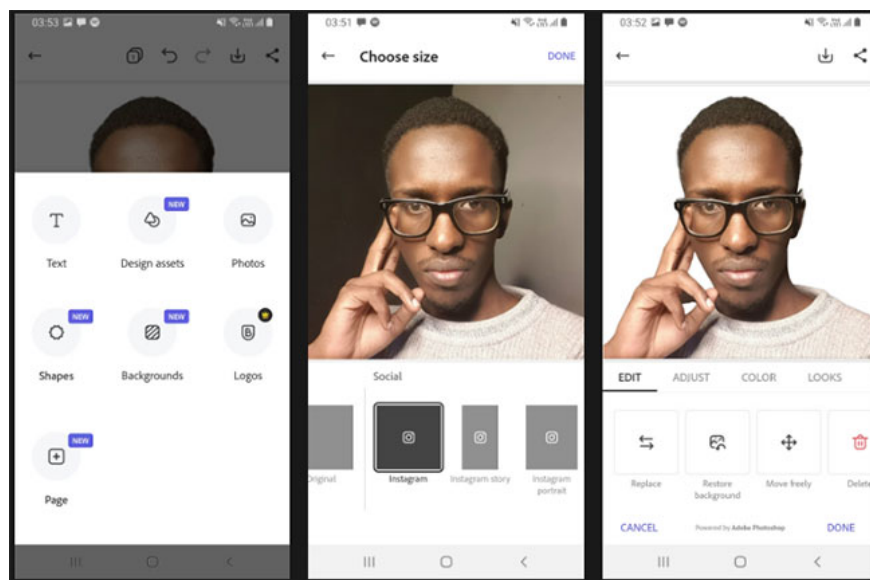 03:53
NEW
Text
Design assets
Photos
NEW
NEW
Shapes
Backgrounds
Logos
NEW
Page
03:51
Choose size
DONE
Social
Original
Instagram
Instagram story
Instagram
portrait
03:52
EDIT
ADJUST
COLOR
LOOKS
Replace
Restore
background
Move freely
Delete
CANCEL
Powered by Adobe Photoshop
DONE